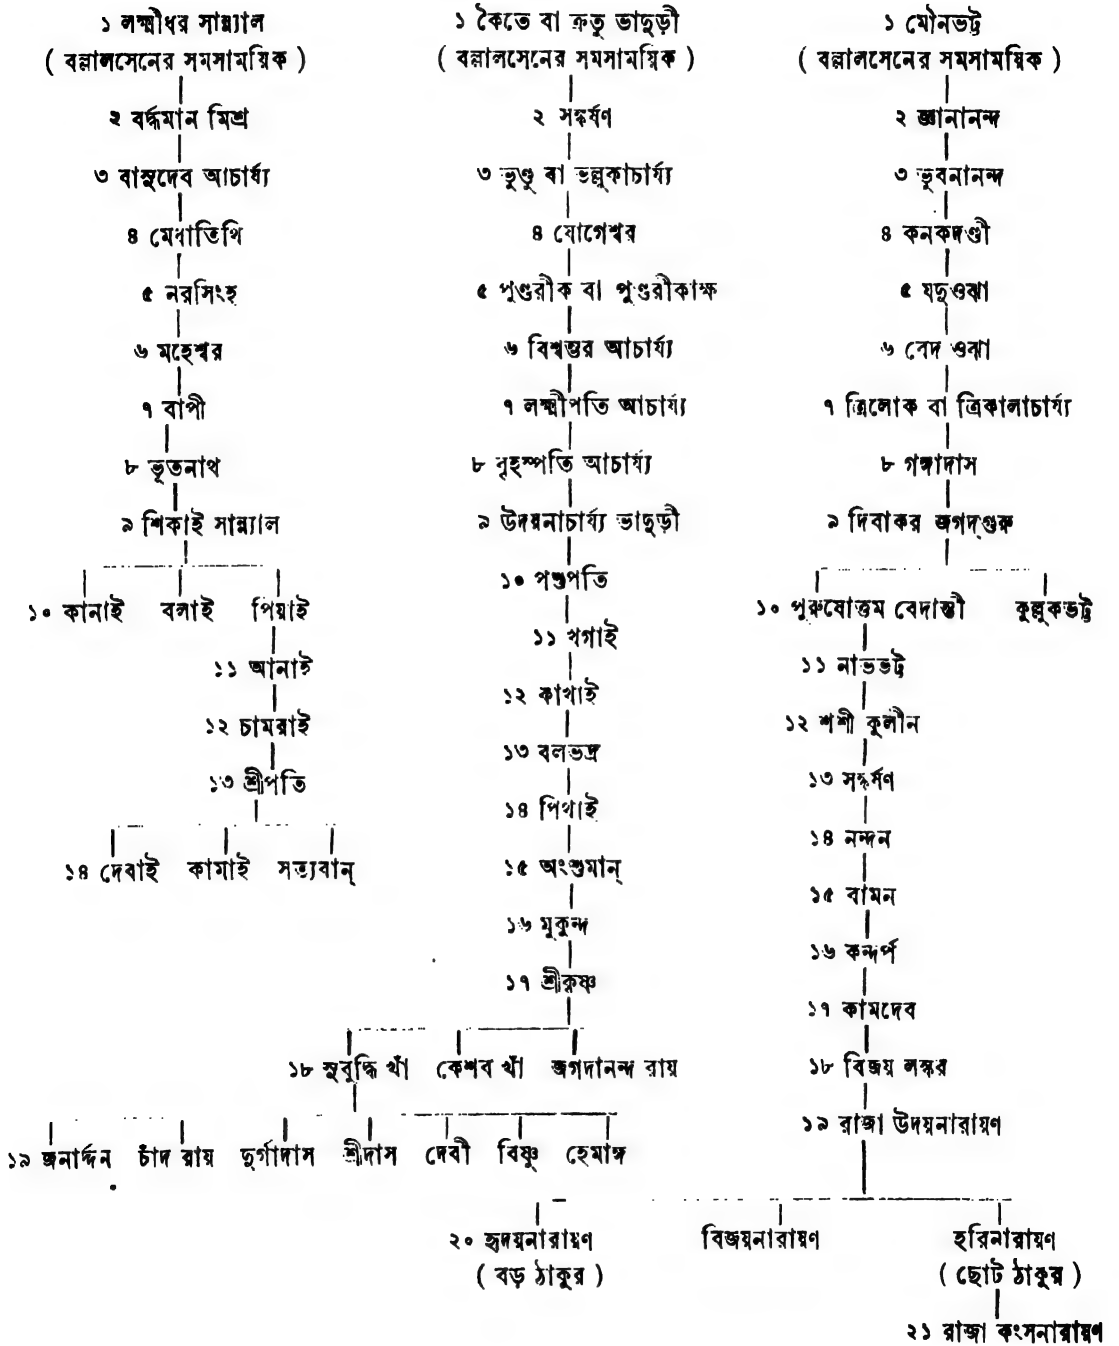 ১ লক্ষ্মীধর সান্ন্যাল
( বল্লালসেনের সমসাময়িক )
২ বর্দ্ধমান মিশ্র
৩ বাসুদেব আচার্য্য
৪ মেধাতিথি
৫ নরসিংহ
৬ মহেশ্বর
৭ বাপী
৮ ভূতনাথ
৯ শিকাই সান্ন্যাল
১০ কানাই বলাই পিয়াই
১১ আনাই
১২ চামরাই
১৩ শ্রীপতি
১৪ দেবাই কামাই সত্যবান্
১ কৈতে বা ক্রতু ভাদুড়ী
( বল্লালসেনের সমসাময়িক )
২ সঙ্কর্ষণ
৩ ভুণ্ডু বা ভল্লুকাচার্য্য
৪ যোগেশ্বর
৫ পুণ্ডরীক বা পুণ্ডরীকাক্ষ
৬ বিশ্বম্ভর আচার্য্য
৭ লক্ষ্মীপতি আচার্য্য
৮ বৃহস্পতি আচার্য্য
৯ উদয়নাচার্য্য ভাদুড়ী
১০ পশুপতি
১১ খগাই
১২ কাথাই
১৩ বলভদ্র
১৪ পিথাই
১৫ অংশুমান্
১৬ মুকুন্দ
১৭ শ্রীকৃষ্ণ
১৮ সুবুদ্ধি খাঁ কেশব খাঁ জগদানন্দ রায়
১৯ জনার্দ্দন চাঁদ রায় দুর্গাদাস শ্রীদাস দেবী বিষ্ণু হেমাঙ্গ
১ মৌনভট্ট
( বল্লালসেনের সমসাময়িক )
২ জ্ঞানানন্দ
৩ ভুবনানন্দ
৪ কনকদণ্ডী
৫ যদুওঝা
৬ বেদ ওঝা
৭ ত্রিলোক বা ত্রিকালাচার্য্য
৮ গঙ্গাদাস
৯ দিবাকর জগদ্‌গুরু
১০ পুরুষোত্তম বেদান্তী কুল্লুকভট্ট
১১ নাভভট্ট
১২ শশী কুলীন
১৩ সঙ্কর্ষণ
১৪ নন্দন
১৫ বামন
১৬ কন্দর্প
১৭ কামদেব
১৮ বিজয় লস্কর
১৯ রাজা উদয়নারায়ণ
২০ হৃদয়নারায়ণ বিজয়নারায়ণ হরিনারায়ণ
( বড় ঠাকুর ) ( ছোট ঠাকুর )
২১ রাজা কংসনারায়ণ